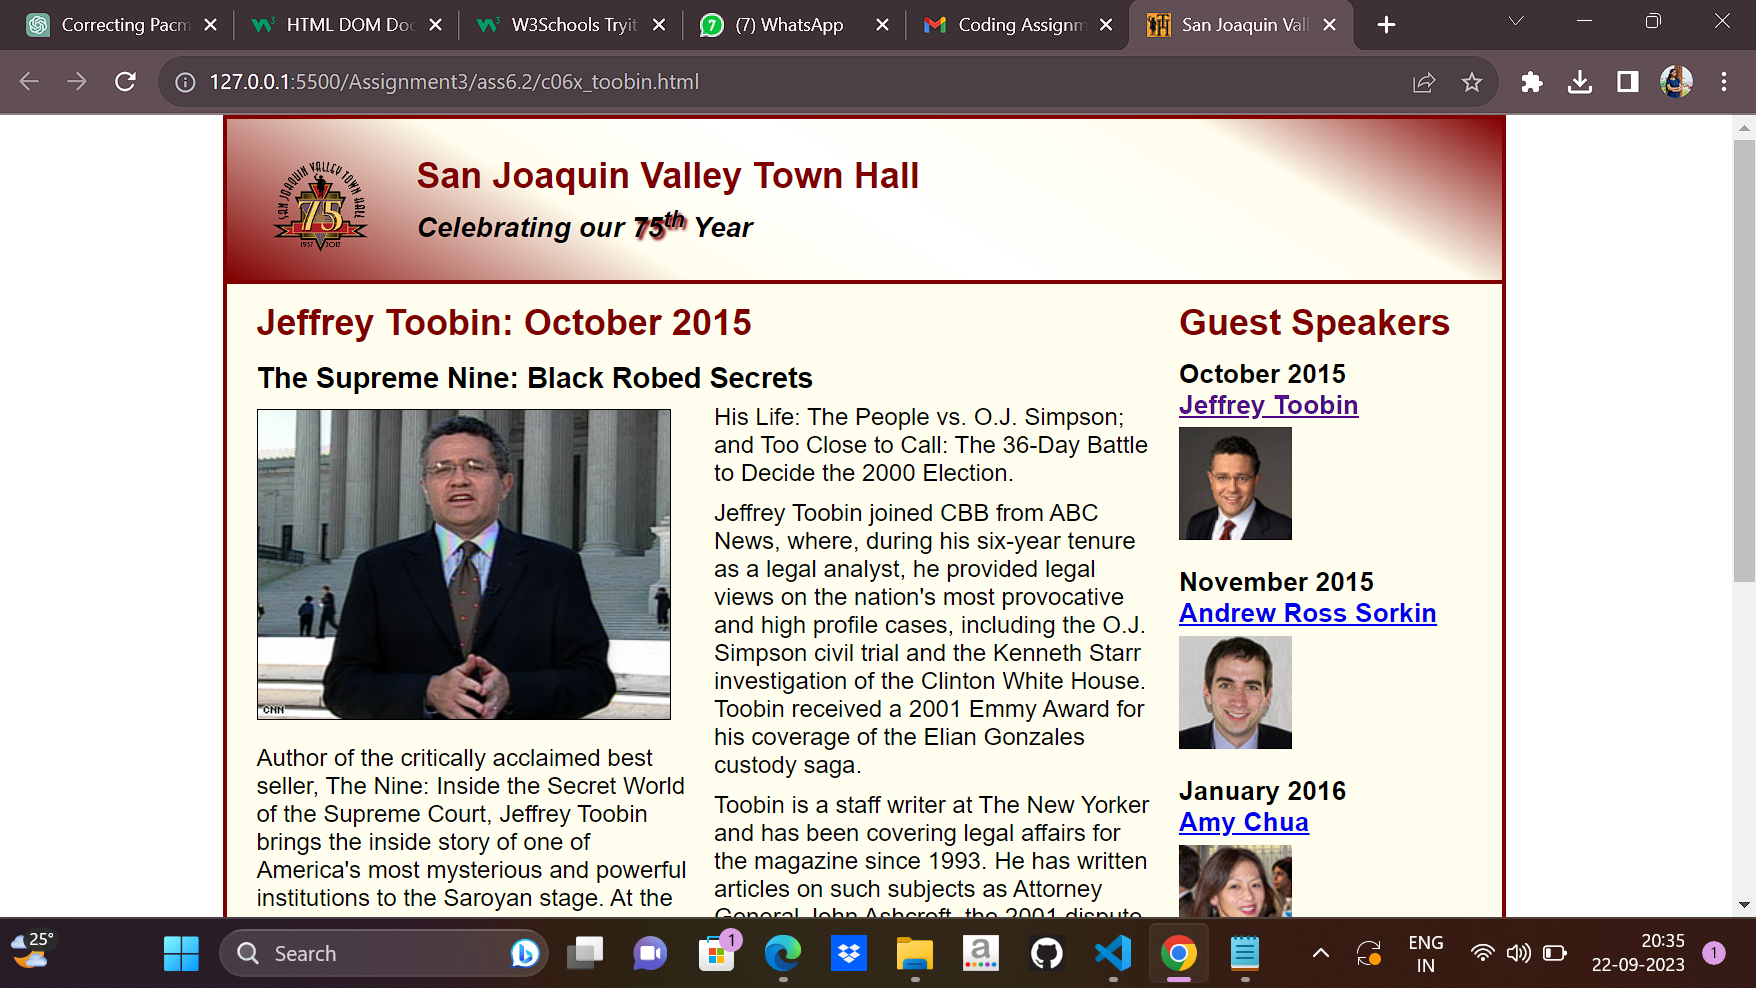 Correcting Pacm
HTML DOM Doc
W3Schools Tryit
(7) WhatsApp
Coding Assignm
San Joaquin Vall
127.0.0.1:5500/Assignment3/ass6.2/c06x_toobin.html
SAN JOAQUIN VALLEY TOWN HALL
75
1937 2012
San Joaquin Valley Town Hall
Celebrating our 75th Year
Jeffrey Toobin: October 2015
The Supreme Nine: Black Robed Secrets
CNN
Author of the critically acclaimed best
seller, The Nine: Inside the Secret World
of the Supreme Court, Jeffrey Toobin
brings the inside story of one of
America's most mysterious and powerful
institutions to the Saroyan stage. At the
His Life: The People vs. O.J. Simpson;
and Too Close to Call: The 36-Day Battle
to Decide the 2000 Election.
Jeffrey Toobin joined CBB from ABC
News, where, during his six-year tenure
as a legal analyst, he provided legal
views on the nation's most provocative
and high profile cases, including the O.J.
Simpson civil trial and the Kenneth Starr
investigation of the Clinton White House.
Toobin received a 2001 Emmy Award for
his coverage of the Elian Gonzales
custody saga.
Toobin is a staff writer at The New Yorker
and has been covering legal affairs for
the magazine since 1993. He has written
articles on such subjects as Attorney
General John Ashcroft, the 2001 dispute
Guest Speakers
October 2015
Jeffrey Toobin
November 2015
Andrew Ross Sorkin
January 2016
Amy Chua
25°
Search
1
ENG
IN
20:35
22-09-2023
1